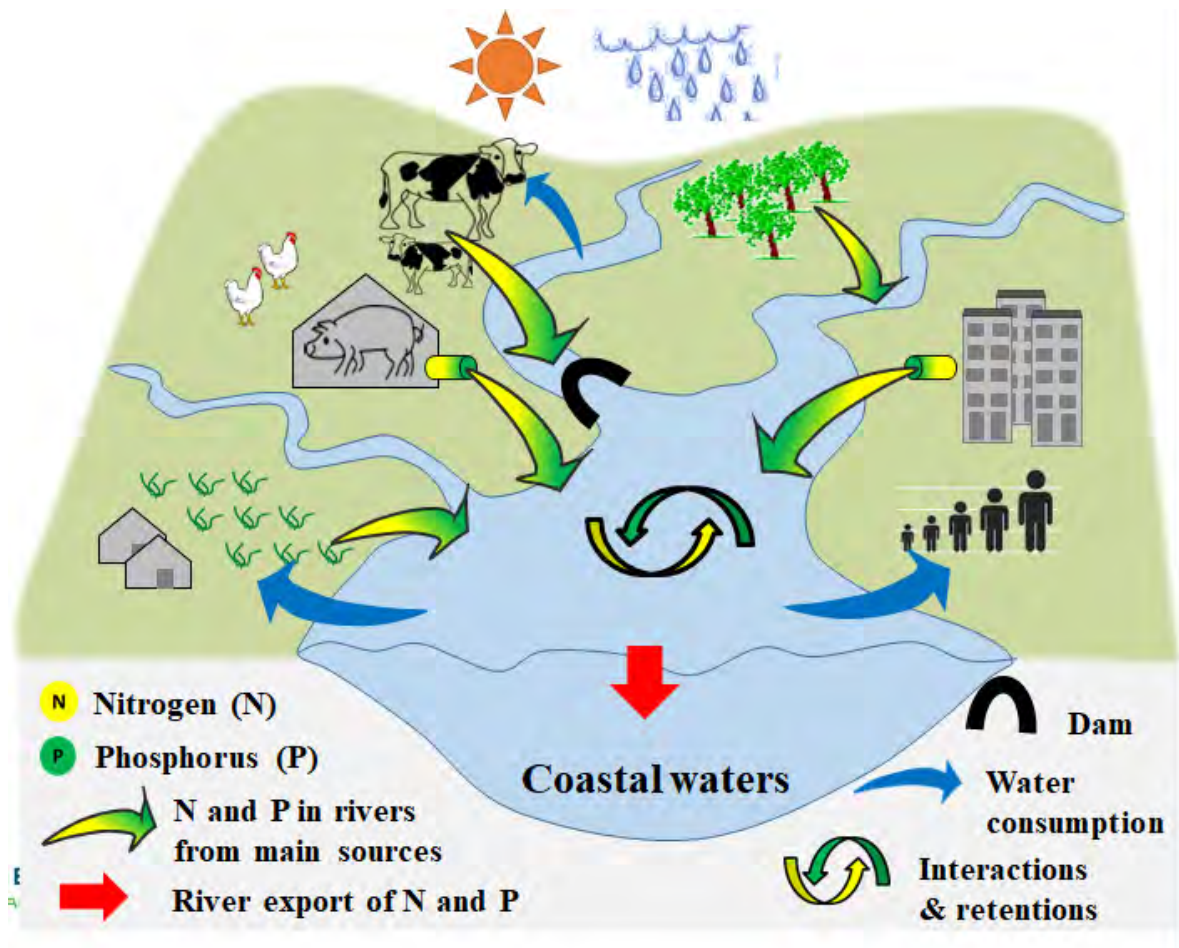 Coastal waters
N
Nitrogen (N)
P
Phosphorus (P)
N and P in rivers
from main sources
River export of N and P
Dam
Water
consumption
Interactions
& retentions